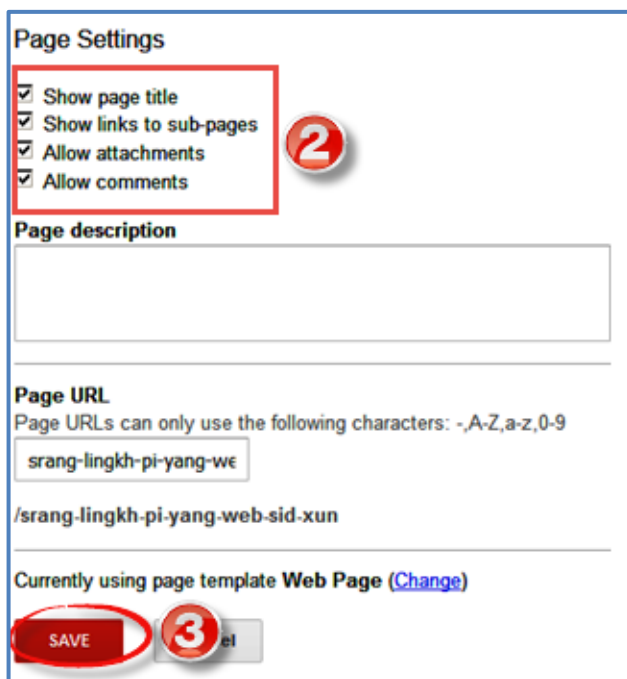 Page Settings
Show page title
Show links to sub-pages
Allow attachments
Allow comments
2
Page description
Page URL
Page URLs can only use the following characters: -,A-Z,a-z,0-9
srang-lingkh-pi-yang-we
/srang-lingkh-pi-yang-web-sid-xun
Currently using page template Web Page (Change)
SAVE 3